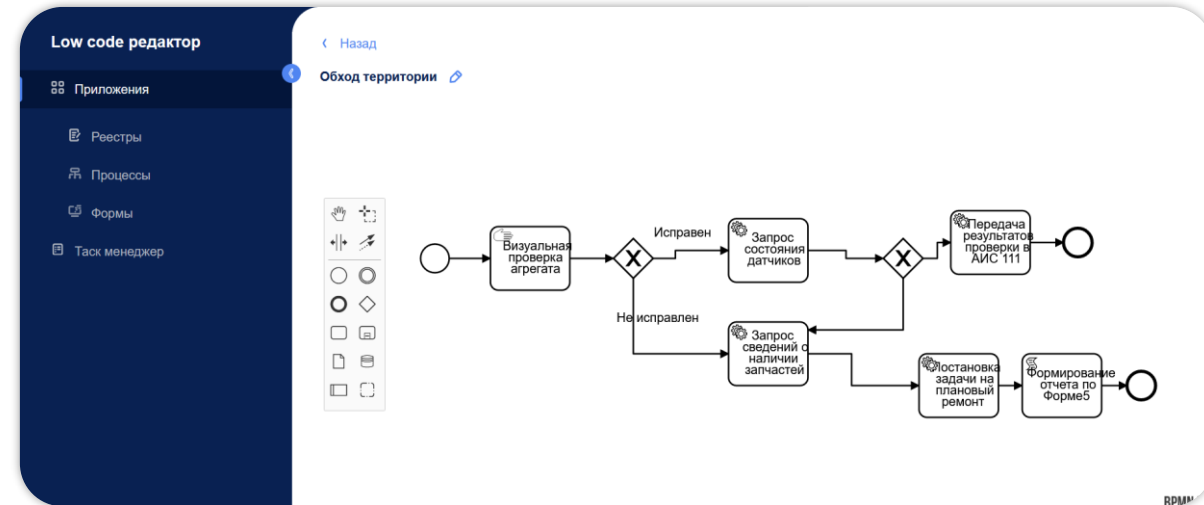 Low code редактор
Приложения
Реестры
Процессы
Формы
Таск менеджер
Назад
Обход территории
Визуальная
проверка
агрегата
Исправен
Не исправлен
Запрос
состояния
датчиков
Запрос
сведений о
наличии
запчастей
Передача
результатов
проверки в
АИС 111
Постановка
задачи на
плановый
ремонт
Формирование
отчета по
Форме5
BPMN